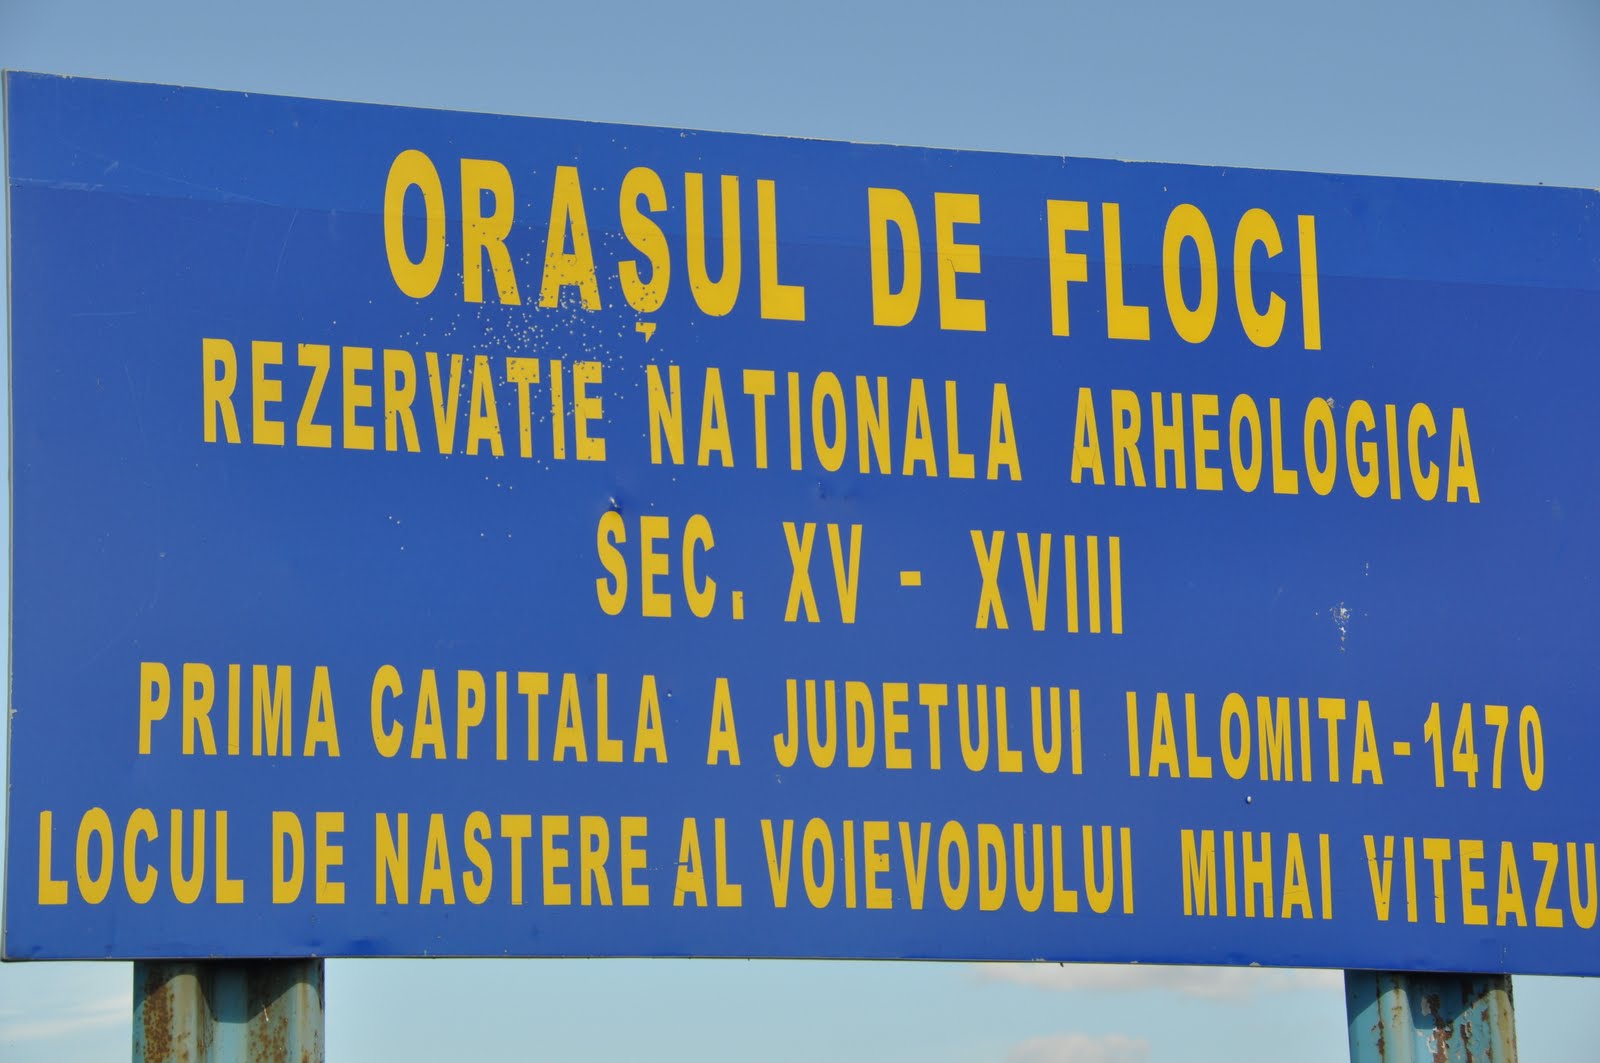 ORAȘUL DE FLOCI
REZERVATIE NATIONALA ARHEOLOGICA
SEC. XV - XVIII
PRIMA CAPITALA A JUDETULUI IALOMITA-1470
LOCUL DE NASTERE AL VOIEVODULUI MIHAI VITEAZU